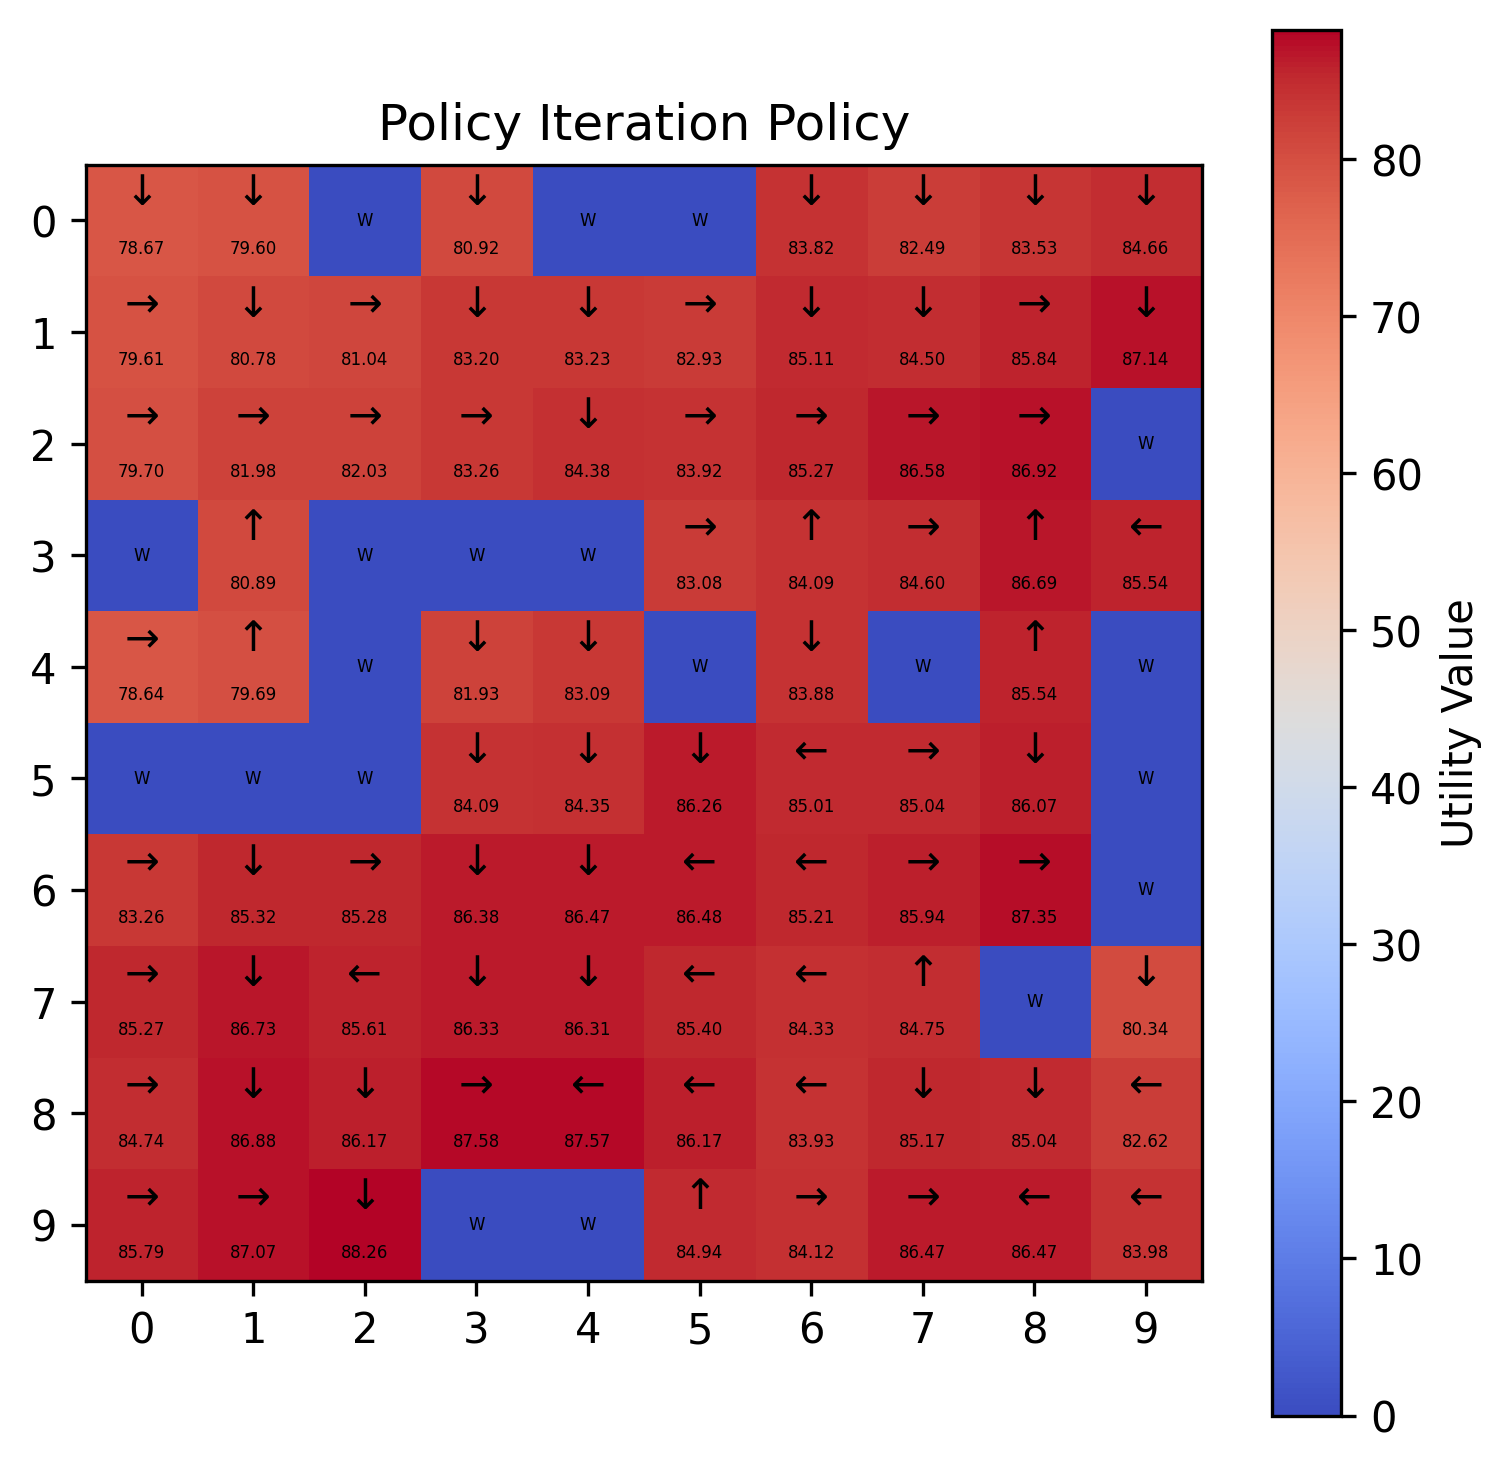 Policy Iteration Policy
0 ↓ ↓ W ↓ W W ↓ ↓ ↓ ↓
78.67 79.60 80.92 83.82 82.49 83.53 84.66
1 → ↓ → ↓ ↓ → ↓ ↓ → ↓
79.61 80.78 81.04 83.20 83.23 82.93 85.11 84.50 85.84 87.14
2 → → → → ↓ → → → → W
79.70 81.98 82.03 83.26 84.38 83.92 85.27 86.58 86.92
3 W ↑ W W W → ↑ → ↑ ←
80.89 83.08 84.09 84.60 86.69 85.54
4 → ↑ W ↓ ↓ W ↓ W ↑ W
78.64 79.69 81.93 83.09 83.88 85.54
5 W W W ↓ ↓ ↓ ← → ↓ W
84.09 84.35 86.26 85.01 85.04 86.07
6 → ↓ → ↓ ↓ ← ← → → W
83.26 85.32 85.28 86.38 86.47 86.48 85.21 85.94 87.35
7 → ↓ ← ↓ ↓ ← ← ↑ W ↓
85.27 86.73 85.61 86.33 86.31 85.40 84.33 84.75 80.34
8 → ↓ ↓ → ← ← ← ↓ ↓ ←
84.74 86.88 86.17 87.58 87.57 86.17 83.93 85.17 85.04 82.62
9 → → ↓ W W ↑ → → ← ←
85.79 87.07 88.26 84.94 84.12 86.47 86.47 83.98
0 1 2 3 4 5 6 7 8 9
80
70
60
50
40
30
20
10
0
Utility Value